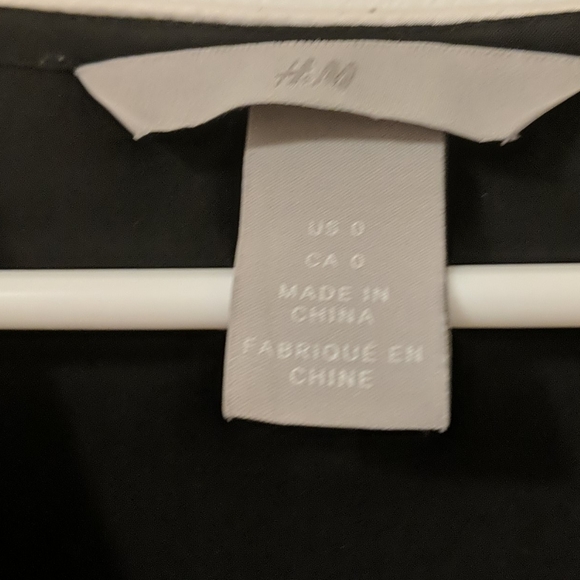 H&M
US 0
CA 0
MADE IN
CHINA
FABRIQUÉ EN
CHINE